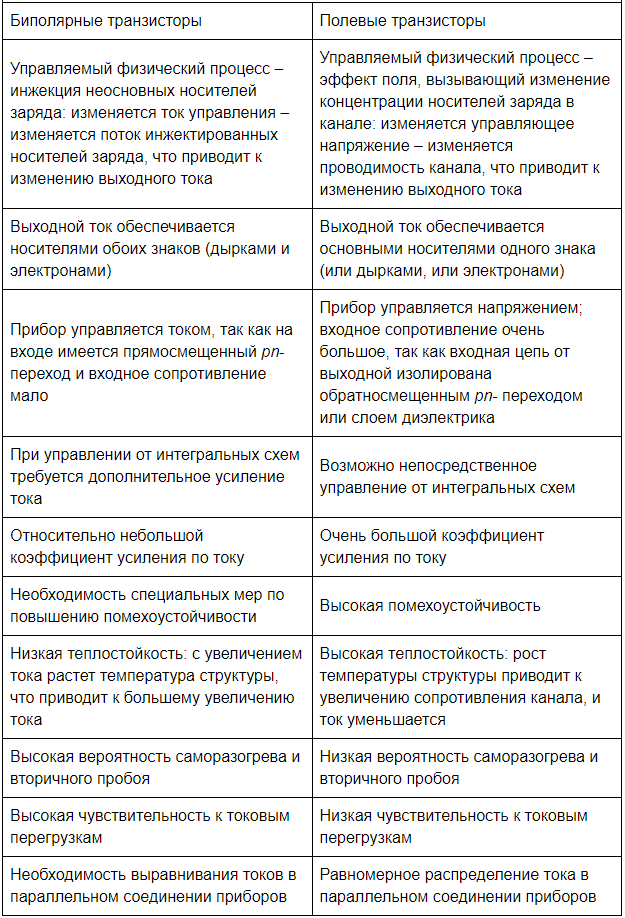 Биполярные транзисторы
Полевые транзисторы
Управляемый физический процесс –
инжекция неосновных носителей
заряда: изменяется ток управления –
изменяется поток инжектированных
носителей заряда, что приводит к
изменению выходного тока
Управляемый физический процесс –
эффект поля, вызывающий изменение
концентрации носителей заряда в
канале: изменяется управляющее
напряжение – изменяется
проводимость канала, что приводит к
изменению выходного тока
Выходной ток обеспечивается
носителями обоих знаков (дырками и
электронами)
Выходной ток обеспечивается
основными носителями одного знака
(или дырками, или электронами)
Прибор управляется током, так как на
входе имеется прямосмещенный pn-
переход и входное сопротивление
мало
Прибор управляется напряжением;
входное сопротивление очень
большое, так как входная цепь от
выходной изолирована
обратносмещенным pn- переходом
или слоем диэлектрика
При управлении от интегральных схем
требуется дополнительное усиление
тока
Возможно непосредственное
управление от интегральных схем
Относительно небольшой
коэффициент усиления по току
Очень большой коэффициент
усиления по току
Необходимость специальных мер по
повышению помехоустойчивости
Высокая помехоустойчивость
Низкая теплостойкость: с увеличением
тока растет температура структуры,
что приводит к большему увеличению
тока
Высокая теплостойкость: рост
температуры структуры приводит к
увеличению сопротивления канала, и
ток уменьшается
Высокая вероятность саморазогрева и
вторичного пробоя
Низкая вероятность саморазогрева и
вторичного пробоя
Высокая чувствительность к токовым
перегрузкам
Низкая чувствительность к токовым
перегрузкам
Необходимость выравнивания токов в
параллельном соединении приборов
Равномерное распределение тока в
параллельном соединении приборов